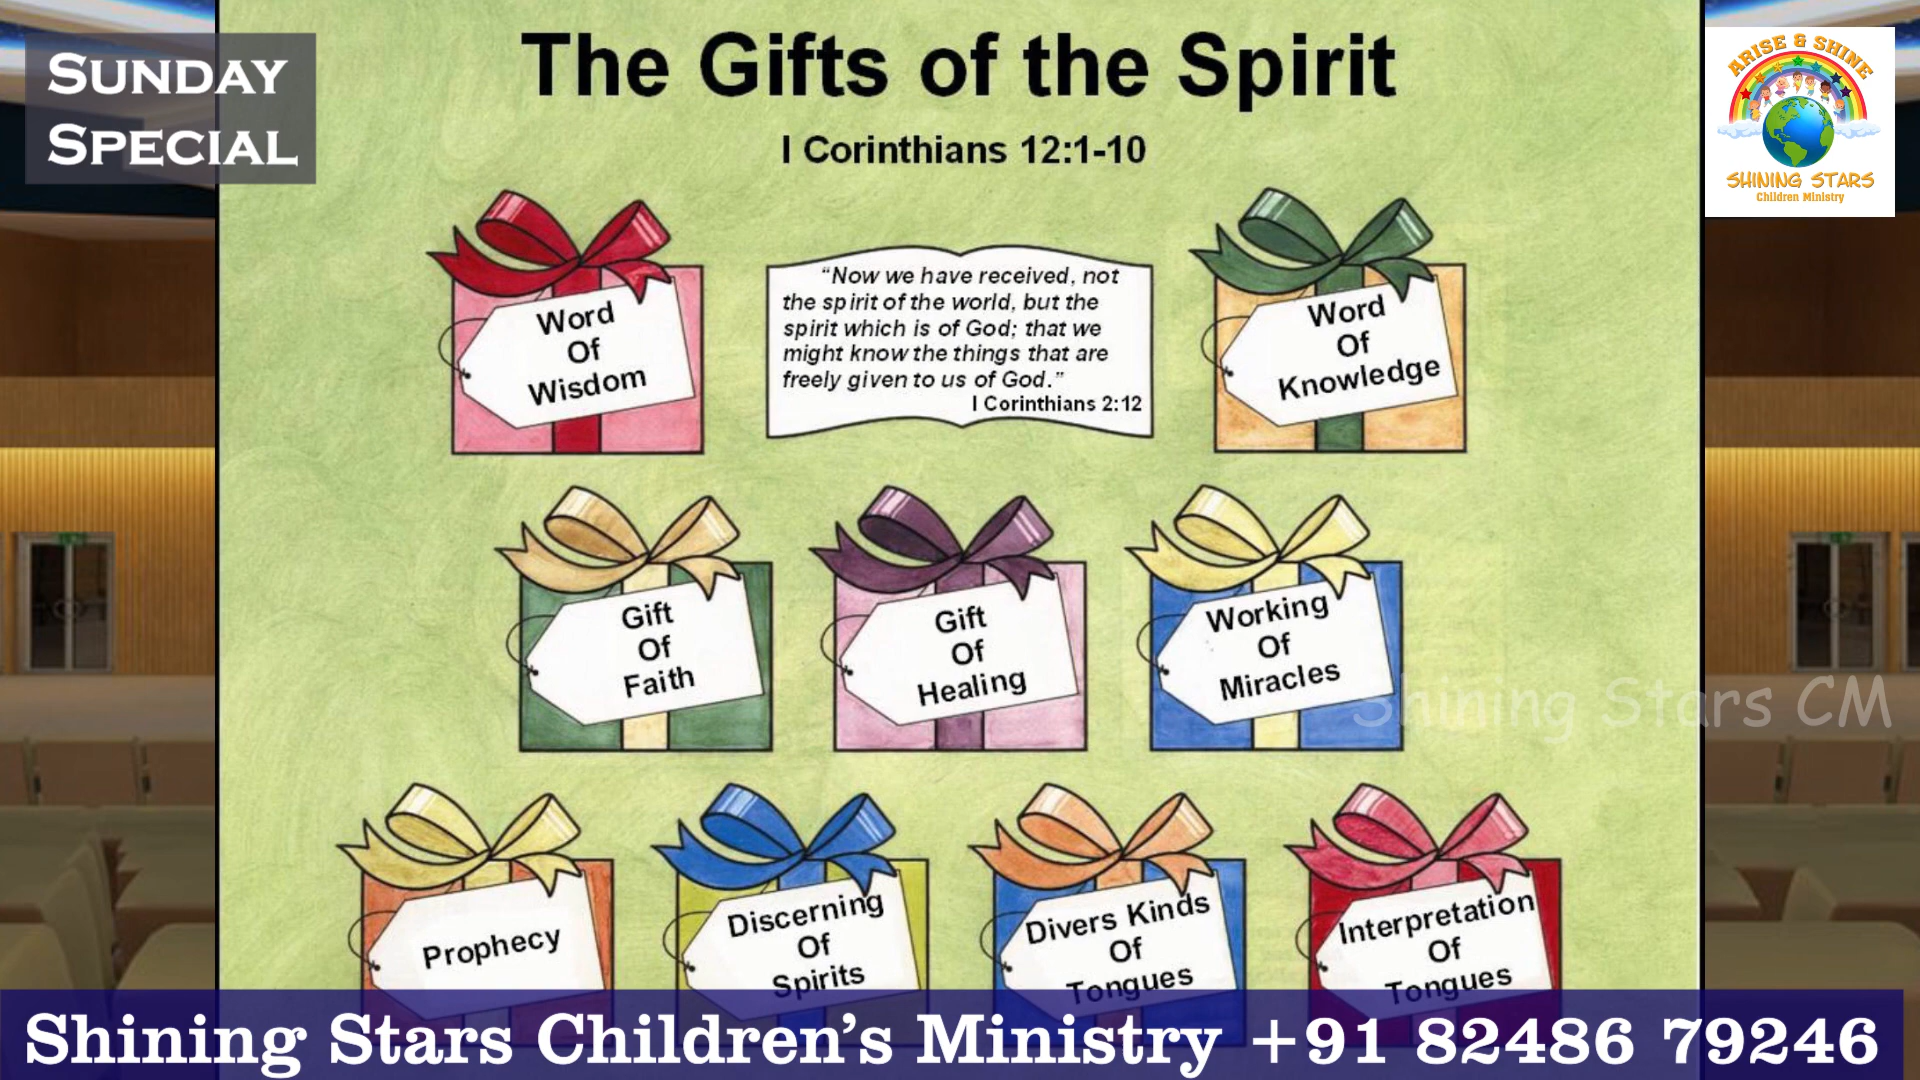 SUNDAY
SPECIAL
The Gifts of the Spirit
I Corinthians 12:1-10
ARISE & SHINE
SHINING STARS
Children Ministry
Word
Of
Wisdom
“Now we have received, not
the spirit of the world, but the
spirit which is of God; that we
might know the things that are
freely given to us of God.”
I Corinthians 2:12
Word
Of
Knowledge
Gift
Of
Faith
Gift
Of
Healing
Working
Of
Miracles
Shining Stars CM
Prophecy
Discerning
Of
Spirits
Divers Kinds
Of
Tongues
Interpretation
Of
Tongues
Shining Stars Children’s Ministry +91 82486 79246